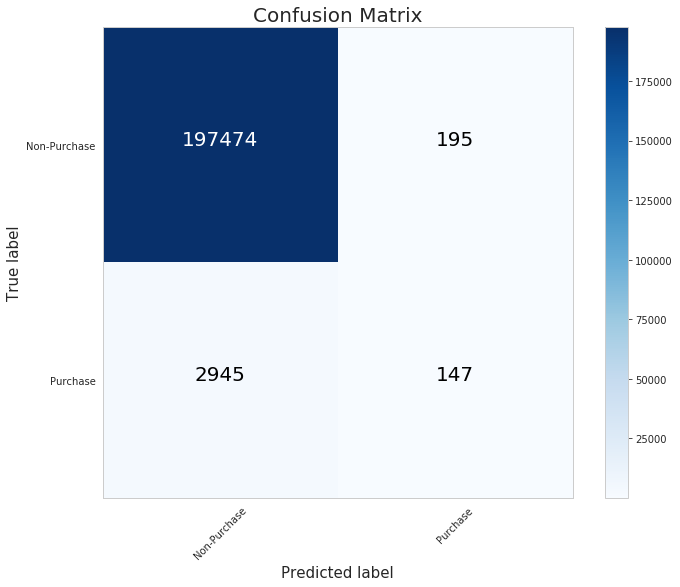 Confusion Matrix
True label
Non-Purchase
197474
195
Purchase
2945
147
Non-Purchase
Purchase
Predicted label
175000
150000
125000
100000
75000
50000
25000